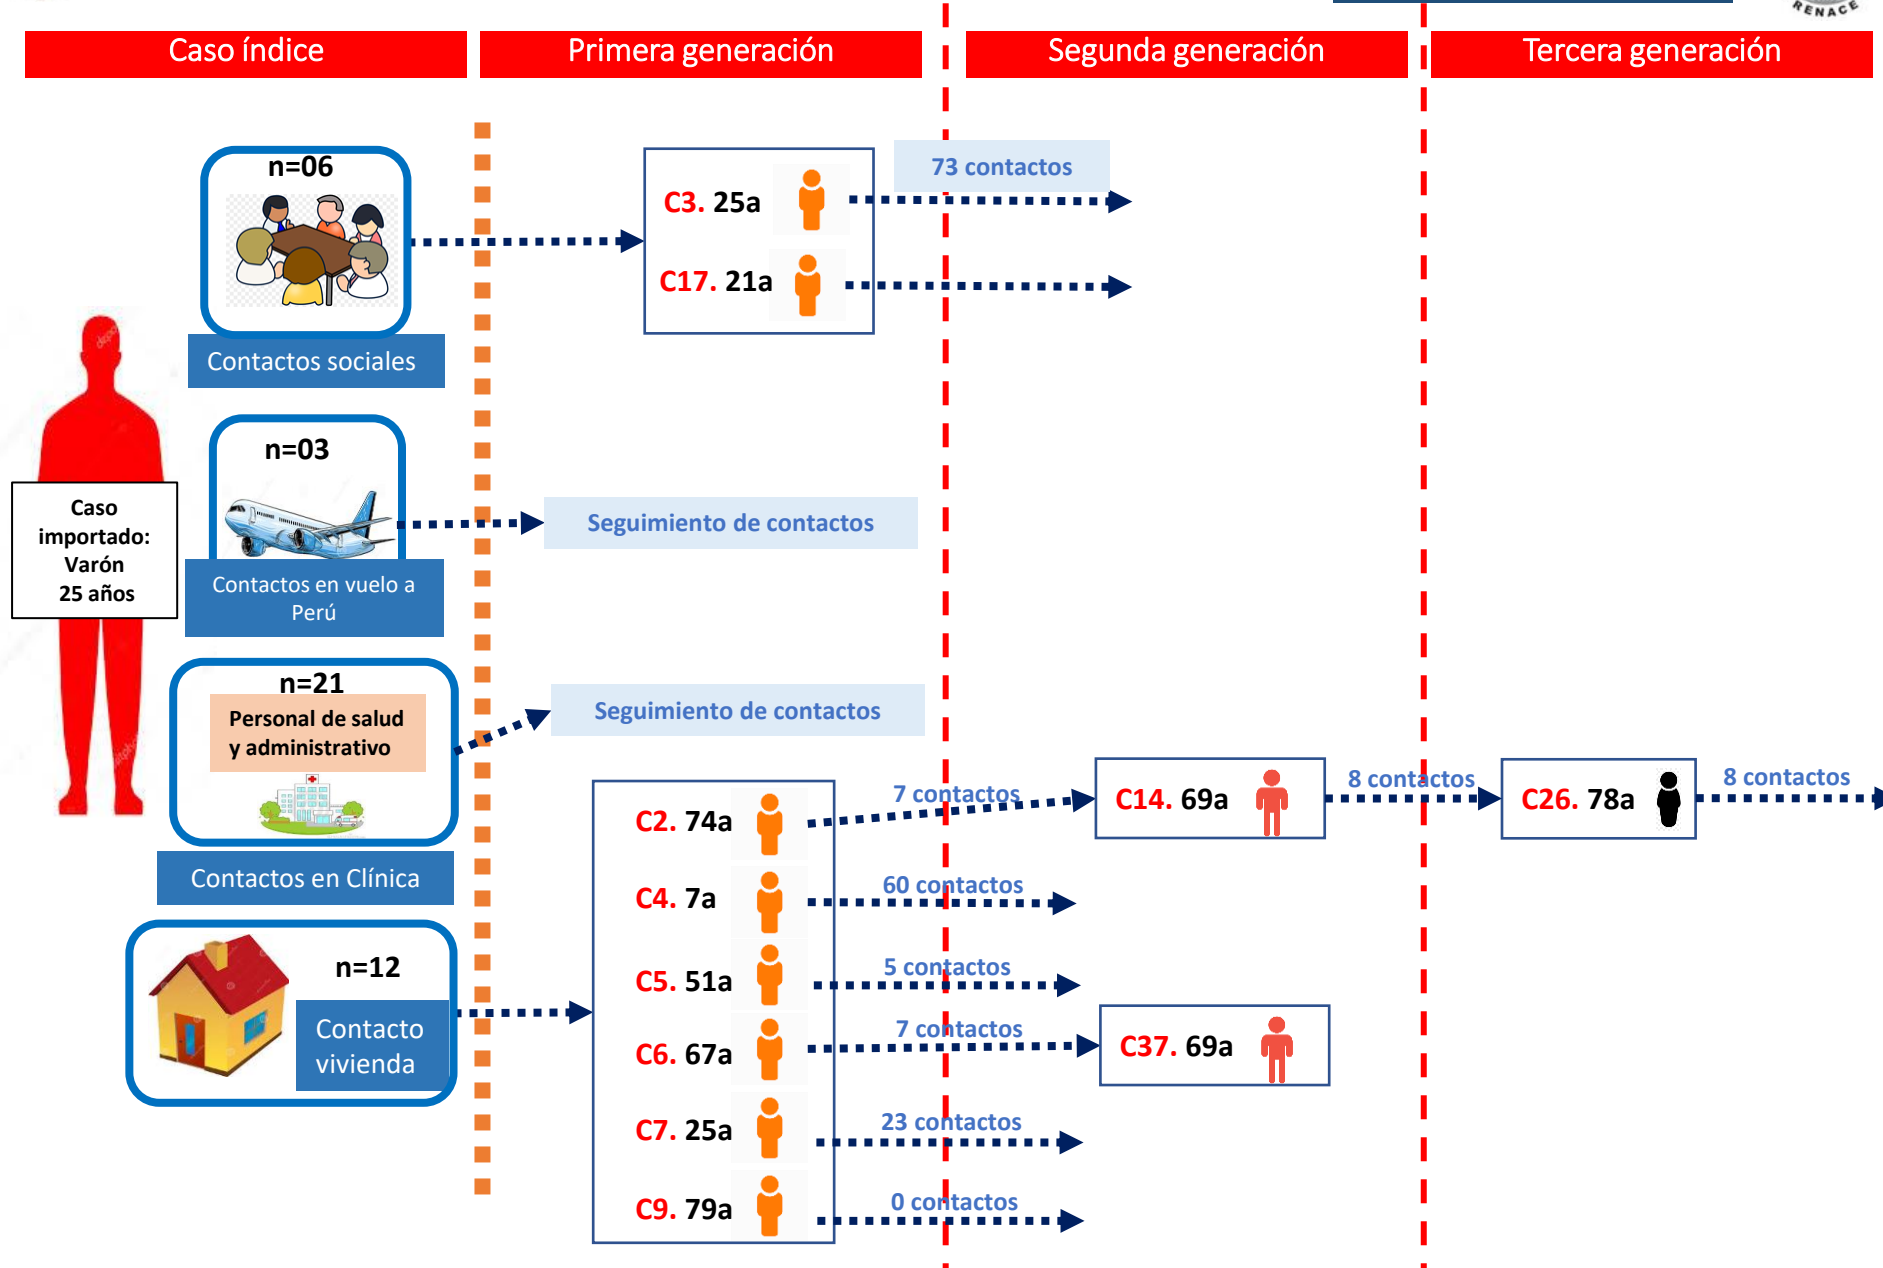 RENACE
Caso índice
Primera generación
Segunda generación
Tercera generación
n=06
Contactos sociales
C3. 25a
C17. 21a
73 contactos
n=03
Contactos en vuelo a
Perú
Seguimiento de contactos
Caso
importado:
Varón
25 años
n=21
Personal de salud
y administrativo
Contactos en Clínica
Seguimiento de contactos
n=12
Contacto
vivienda
C2. 74a
7 contactos
C14. 69a
8 contactos
C26. 78a
8 contactos
C4. 7a
60 contactos
C5. 51a
5 contactos
C6. 67a
7 contactos
C37. 69a
C7. 25a
23 contactos
C9. 79a
0 contactos